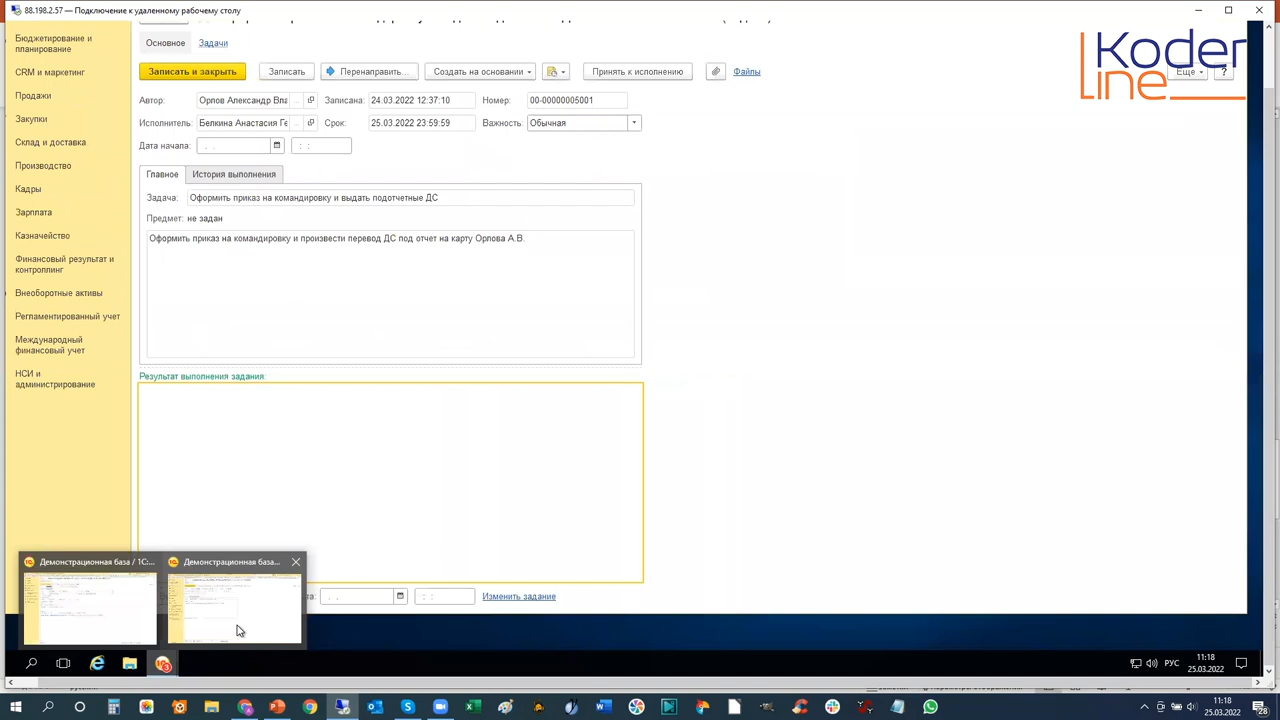 88.198.2.57 — Подключение к удаленному рабочему столу
Бюджетирование и
планирование
CRM и маркетинг
Продажи
Закупки
Склад и доставка
Производство
Кадры
Зарплата
Казначейство
Финансовый результат и
контроллинг
Внеоборотные активы
Регламентированный учет
Международный
финансовый учет
НСИ и
администрирование
Koder
line
Основное Задачи
Записать и закрыть Записать Перенаправить... Создать на основании Принять к исполнению Файлы Еще ?
Автор: Орлов Александр Вла ... Записана: 24.03.2022 12:37:10 Номер: 00-00000005001
Исполнитель: Белкина Анастасия Ге ... Срок: 25.03.2022 23:59:59 Важность: Обычная
Дата начала: . . : :
Главное История выполнения
Задача: Оформить приказ на командировку и выдать подотчетные ДС
Предмет: не задан
Оформить приказ на командировку и произвести перевод ДС под отчет на карту Орлова А.В.
Результат выполнения задания:
Демонстрационная база / 1С:... Демонстрационная база...
. . : : Изменить задание
РУС
11:18
25.03.2022
11:18
25.03.2022
28